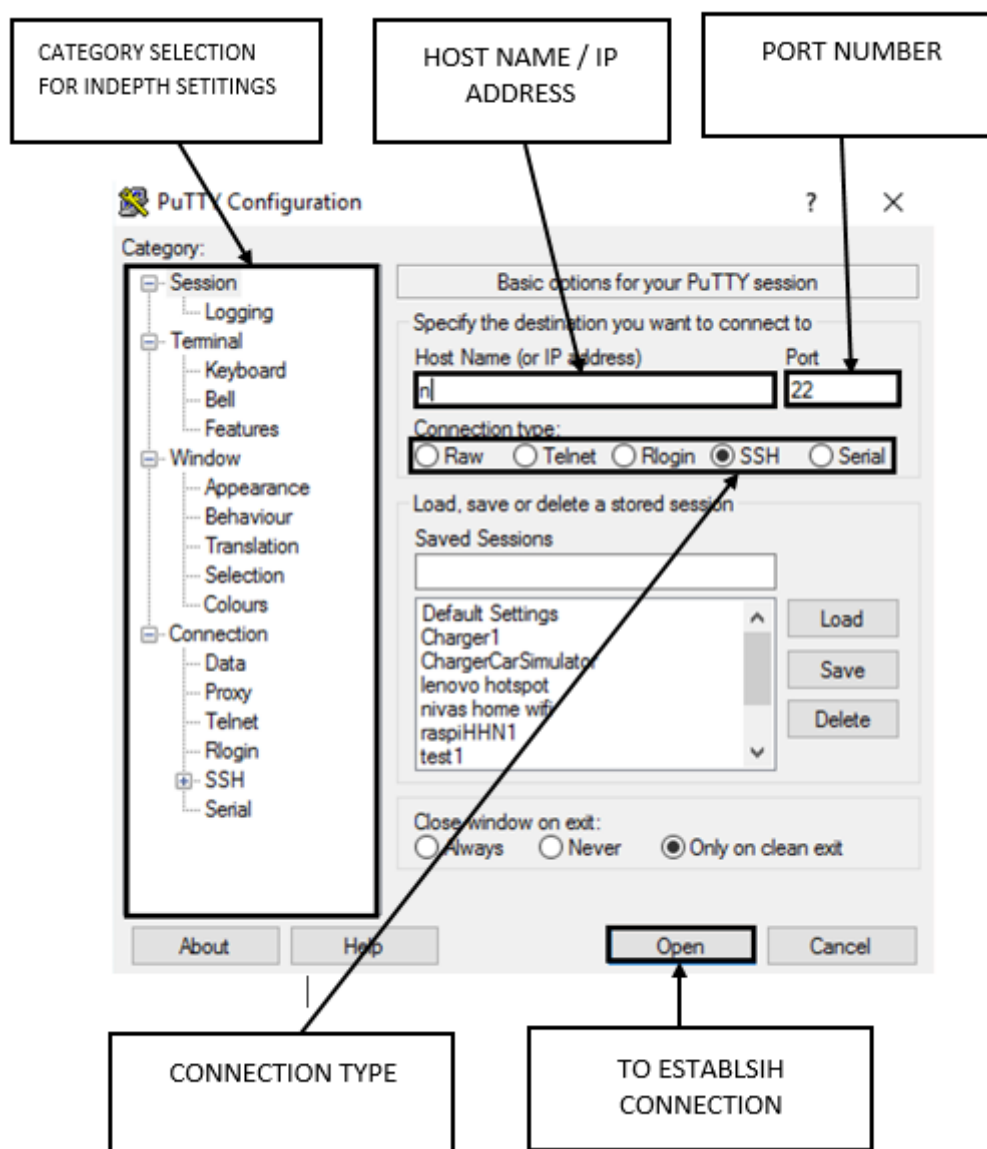 CATEGORY SELECTION
FOR INDEPTH SETITINGS
HOST NAME / IP
ADDRESS
PORT NUMBER
PuTTY Configuration
?
Category:
Session
Logging
Terminal
Keyboard
Bell
Features
Window
Appearance
Behaviour
Translation
Selection
Colours
Connection
Data
Proxy
Telnet
Rlogin
SSH
Serial
Basic options for your PuTTY session
Specify the destination you want to connect to
Host Name (or IP address) Port
n 22
Connection type:
Raw Telnet Rlogin SSH Serial
Load, save or delete a stored session
Saved Sessions
Default Settings
Charger1
ChargerCarSimulator
lenovo hotspot
nivas home wifi
raspiHHN1
test1
Load
Save
Delete
Close window on exit:
Always Never Only on clean exit
About Help Open Cancel
CONNECTION TYPE
TO ESTABLSIH
CONNECTION